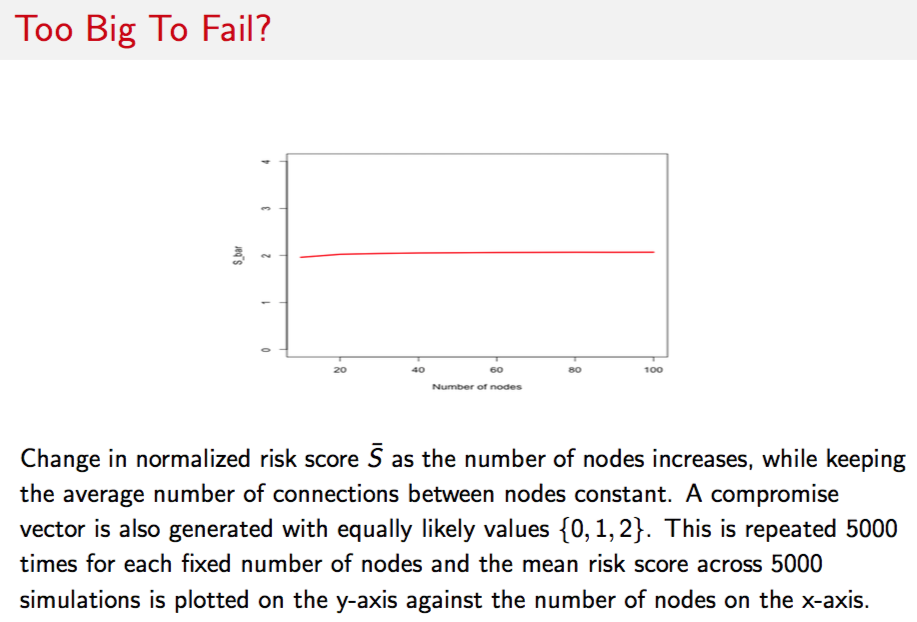 Too Big To Fail?
4
3
S_bar
2
1
0
20 40 60 80 100
Number of nodes
Change in normalized risk score S̄ as the number of nodes increases, while keeping
the average number of connections between nodes constant. A compromise
vector is also generated with equally likely values {0, 1, 2}. This is repeated 5000
times for each fixed number of nodes and the mean risk score across 5000
simulations is plotted on the y-axis against the number of nodes on the x-axis.